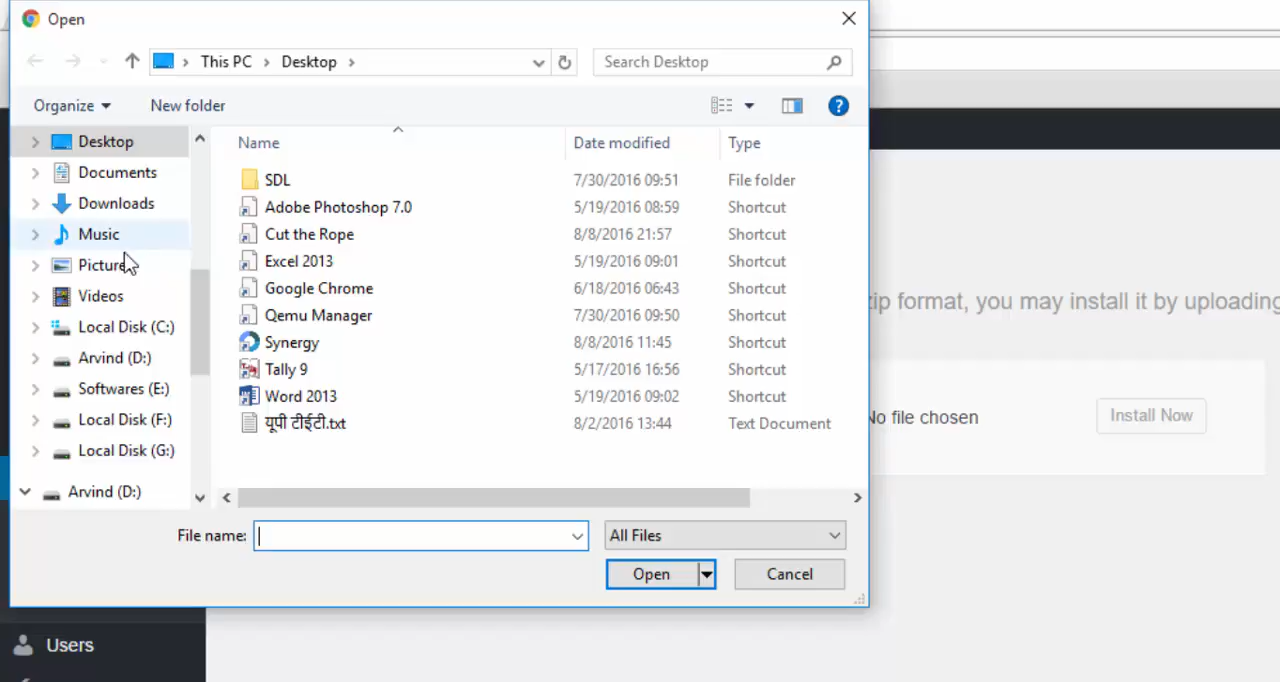 Open
This PC > Desktop >
Search Desktop
Organize
New folder
Name
Date modified
Type
Desktop
Documents
Downloads
Music
Pictures
Videos
Local Disk (C:)
Arvind (D:)
Softwares (E:)
Local Disk (F:)
Local Disk (G:)
Arvind (D:)
SDL 7/30/2016 09:51 File folder
Adobe Photoshop 7.0 5/19/2016 08:59 Shortcut
Cut the Rope 8/8/2016 21:57 Shortcut
Excel 2013 5/19/2016 09:01 Shortcut
Google Chrome 6/18/2016 06:43 Shortcut
Qemu Manager 7/30/2016 09:50 Shortcut
Synergy 8/8/2016 11:45 Shortcut
Tally 9 5/17/2016 16:56 Shortcut
Word 2013 5/19/2016 09:02 Shortcut
यूपी टीईटी.txt 8/2/2016 13:44 Text Document
File name:
All Files
Open
Cancel
zip format, you may install it by uploading
No file chosen
Install Now
Users